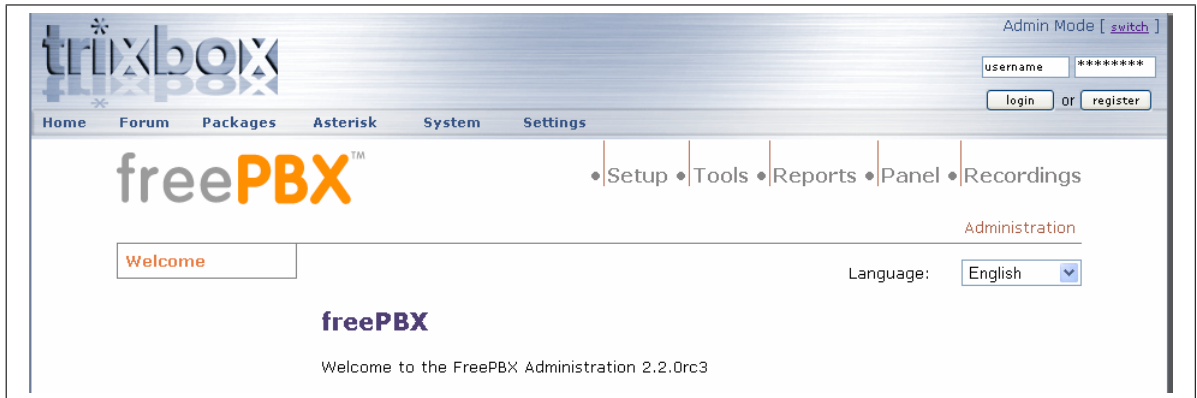 trixbox
Admin Mode [ switch ]
username ********
login or register
Home Forum Packages Asterisk System Settings
freePBX™
• Setup • Tools • Reports • Panel • Recordings
Administration
Welcome
Language: English
freePBX
Welcome to the FreePBX Administration 2.2.0rc3